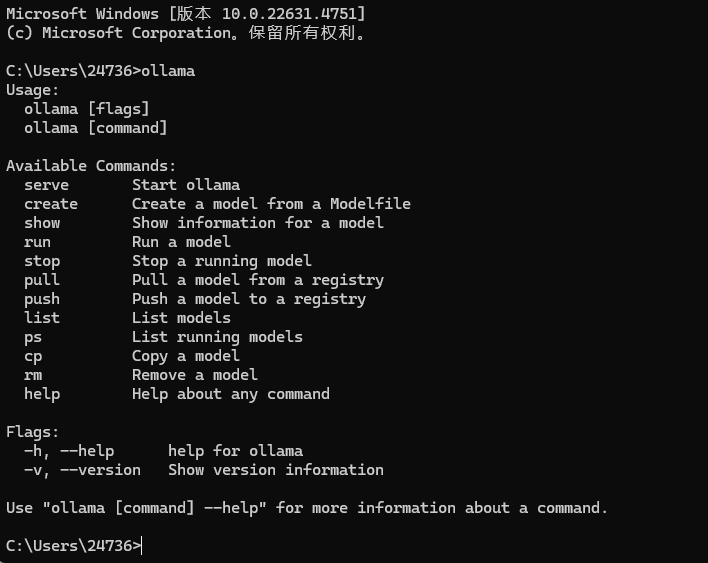 Microsoft Windows [版本 10.0.22631.4751]
(c) Microsoft Corporation。保留所有权利。
C:\Users\24736>ollama
Usage:
  ollama [flags]
  ollama [command]
Available Commands:
  serve       Start ollama
  create      Create a model from a Modelfile
  show        Show information for a model
  run         Run a model
  stop        Stop a running model
  pull        Pull a model from a registry
  push        Push a model to a registry
  list        List models
  ps          List running models
  cp          Copy a model
  rm          Remove a model
  help        Help about any command
Flags:
  -h, --help      help for ollama
  -v, --version   Show version information
Use "ollama [command] --help" for more information about a command.
C:\Users\24736>